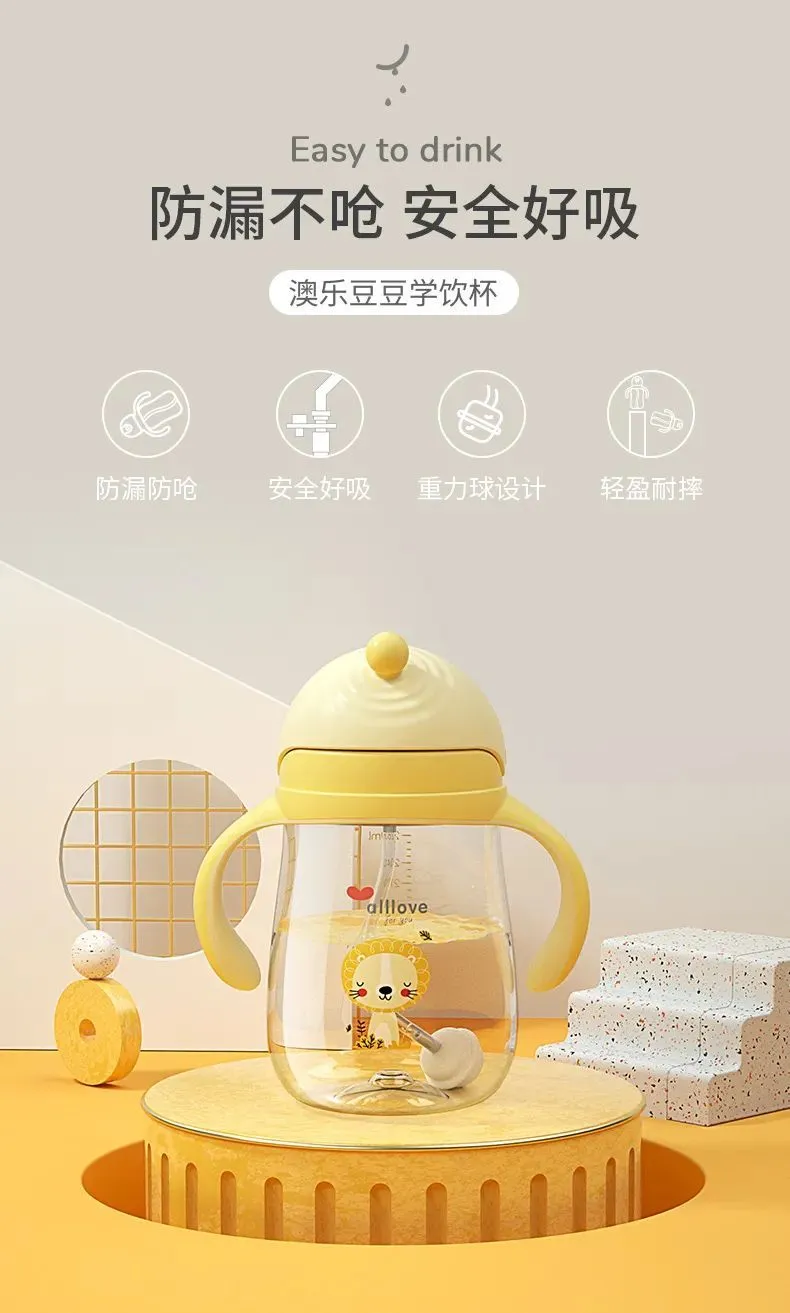 Easy to drink
防漏不呛 安全好吸
澳乐豆豆学饮杯
防漏防呛
安全好吸
重力球设计
轻盈耐摔
alllove
for you